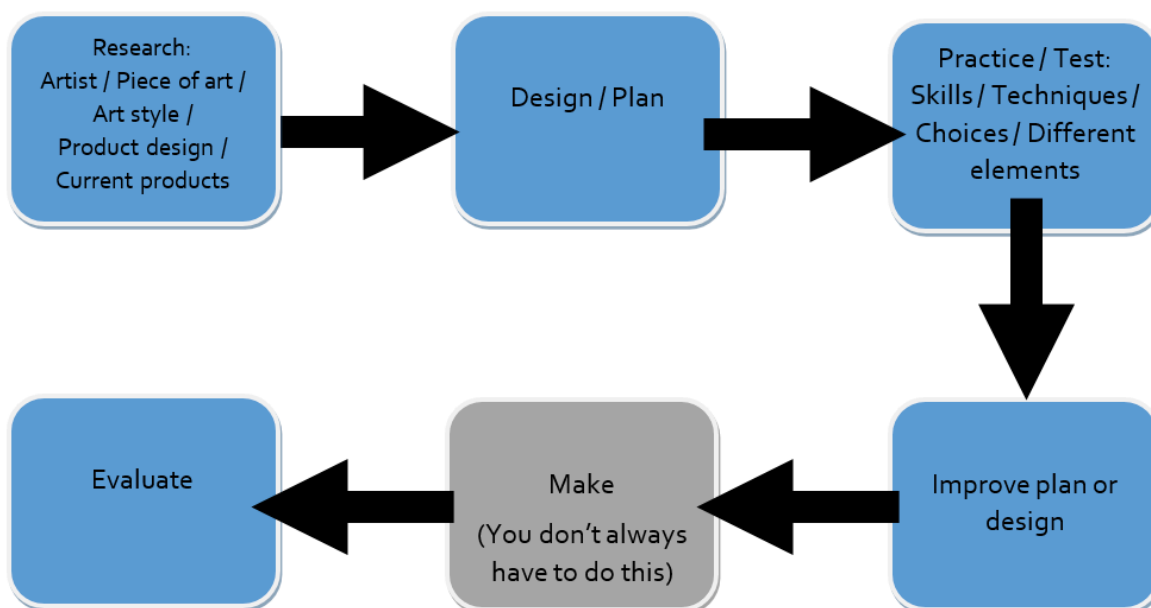 Research:
Artist / Piece of art /
Art style /
Product design /
Current products
Design / Plan
Practice / Test:
Skills / Techniques /
Choices / Different
elements
Improve plan or
design
Make
(You don’t always
have to do this)
Evaluate